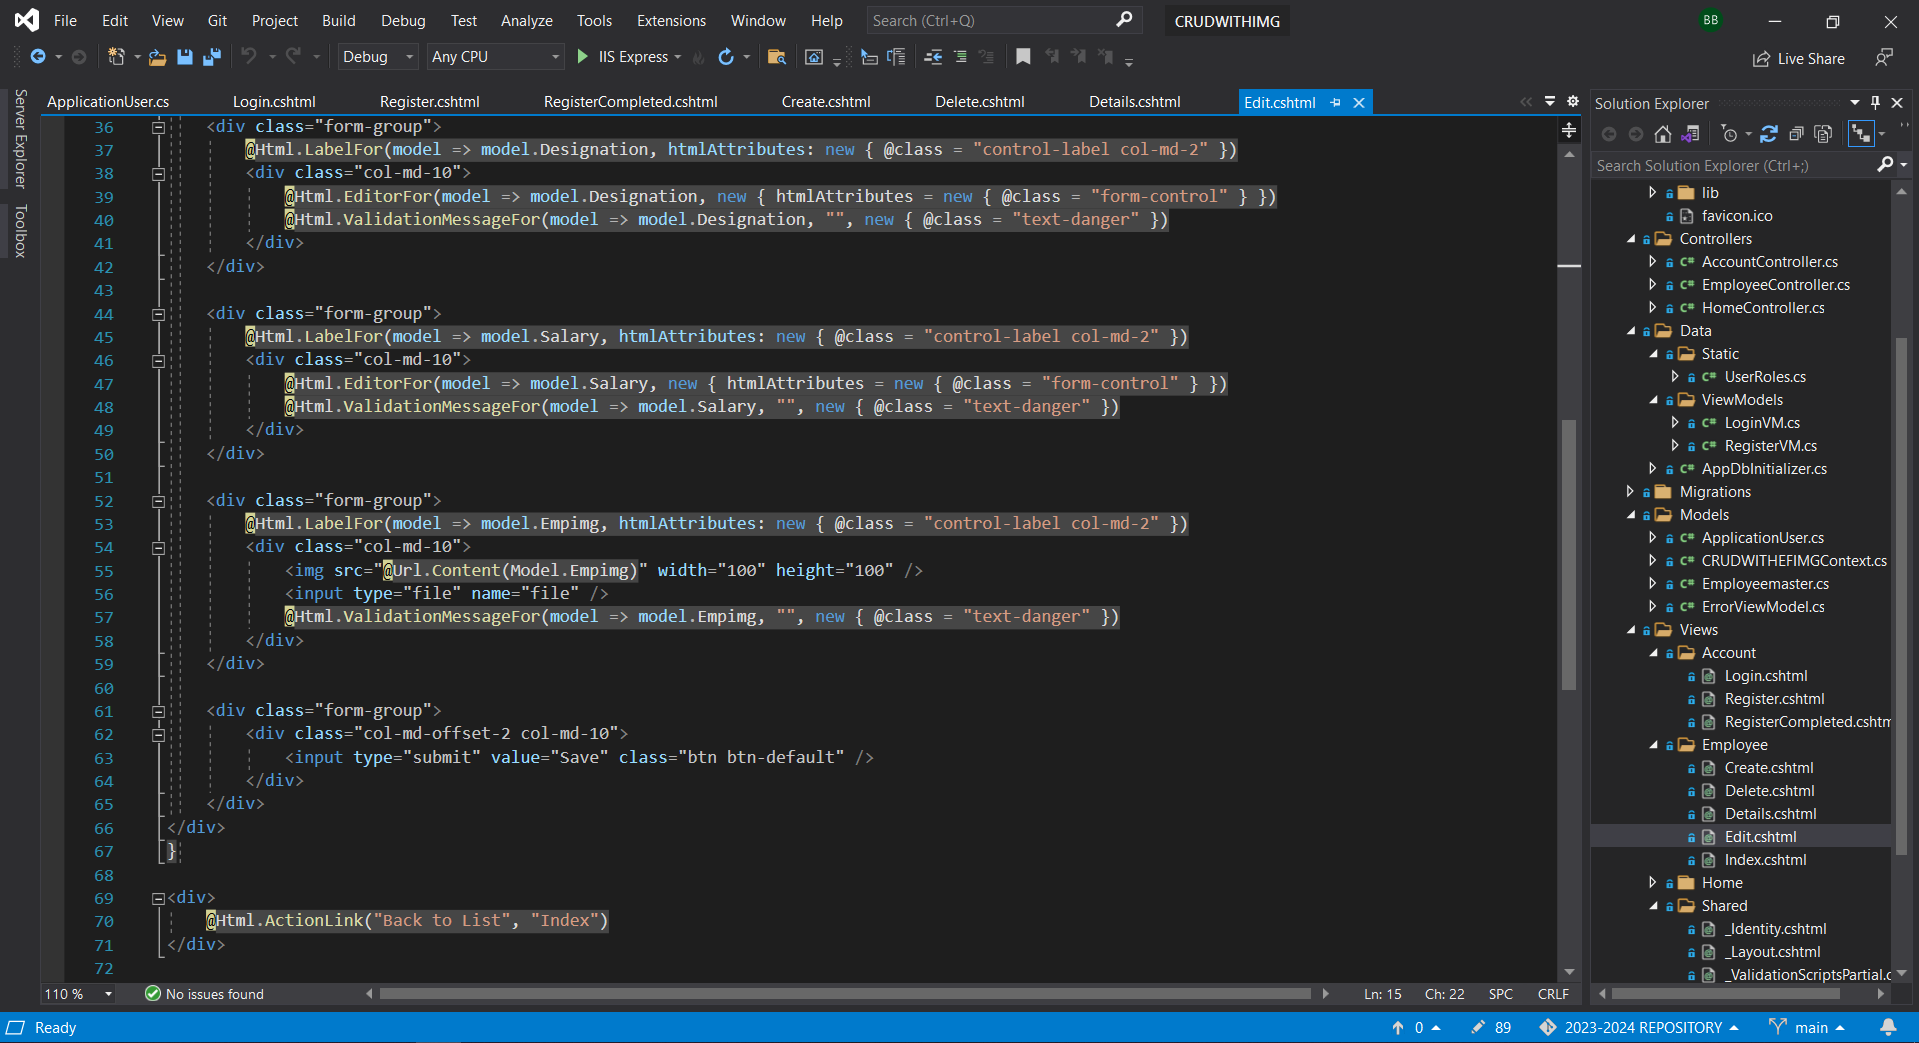 File Edit View Git Project Build Debug Test Analyze Tools Extensions Window Help Search (Ctrl+Q) CRUDWITHIMG BB
Debug Any CPU IIS Express Live Share
Server Explorer
Toolbox
ApplicationUser.cs Login.cshtml Register.cshtml RegisterCompleted.cshtml Create.cshtml Delete.cshtml Details.cshtml Edit.cshtml
36 <div class="form-group">
37 @Html.LabelFor(model => model.Designation, htmlAttributes: new { @class = "control-label col-md-2" })
38 <div class="col-md-10">
39 @Html.EditorFor(model => model.Designation, new { htmlAttributes = new { @class = "form-control" } })
40 @Html.ValidationMessageFor(model => model.Designation, "", new { @class = "text-danger" })
41 </div>
42 </div>
43
44 <div class="form-group">
45 @Html.LabelFor(model => model.Salary, htmlAttributes: new { @class = "control-label col-md-2" })
46 <div class="col-md-10">
47 @Html.EditorFor(model => model.Salary, new { htmlAttributes = new { @class = "form-control" } })
48 @Html.ValidationMessageFor(model => model.Salary, "", new { @class = "text-danger" })
49 </div>
50 </div>
51
52 <div class="form-group">
53 @Html.LabelFor(model => model.Empimg, htmlAttributes: new { @class = "control-label col-md-2" })
54 <div class="col-md-10">
55 <img src="@Url.Content(Model.Empimg)" width="100" height="100" />
56 <input type="file" name="file" />
57 @Html.ValidationMessageFor(model => model.Empimg, "", new { @class = "text-danger" })
58 </div>
59 </div>
60
61 <div class="form-group">
62 <div class="col-md-offset-2 col-md-10">
63 <input type="submit" value="Save" class="btn btn-default" />
64 </div>
65 </div>
66 </div>
67 }
68
69 <div>
70 @Html.ActionLink("Back to List", "Index")
71 </div>
72
110 % No issues found Ln: 15 Ch: 22 SPC CRLF
Solution Explorer
Search Solution Explorer (Ctrl+;)
lib
favicon.ico
Controllers
C# AccountController.cs
C# EmployeeController.cs
C# HomeController.cs
Data
Static
C# UserRoles.cs
ViewModels
C# LoginVM.cs
C# RegisterVM.cs
C# AppDbInitializer.cs
Migrations
Models
C# ApplicationUser.cs
C# CRUDWITHEFIMGContext.cs
C# Employeemaster.cs
C# ErrorViewModel.cs
Views
Account
Login.cshtml
Register.cshtml
RegisterCompleted.cshtm
Employee
Create.cshtml
Delete.cshtml
Details.cshtml
Edit.cshtml
Index.cshtml
Home
Shared
_Identity.cshtml
_Layout.cshtml
_ValidationScriptsPartial.c
Ready 0 89 2023-2024 REPOSITORY main